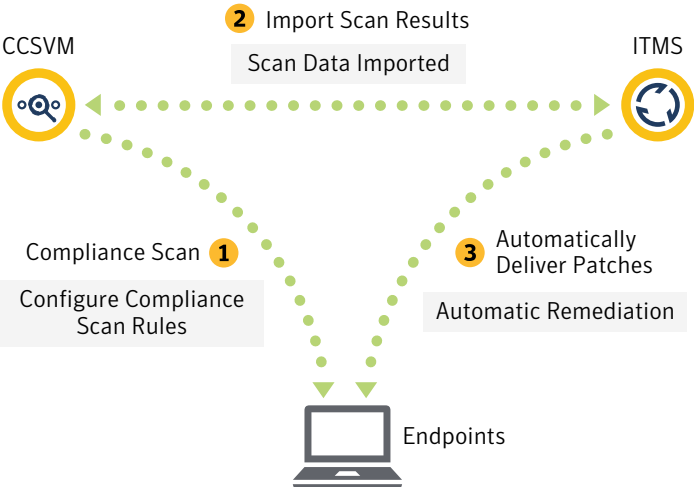 2 Import Scan Results
CCSVM
ITMS
Scan Data Imported
Compliance Scan 1
Configure Compliance
Scan Rules
3 Automatically
Deliver Patches
Automatic Remediation
Endpoints